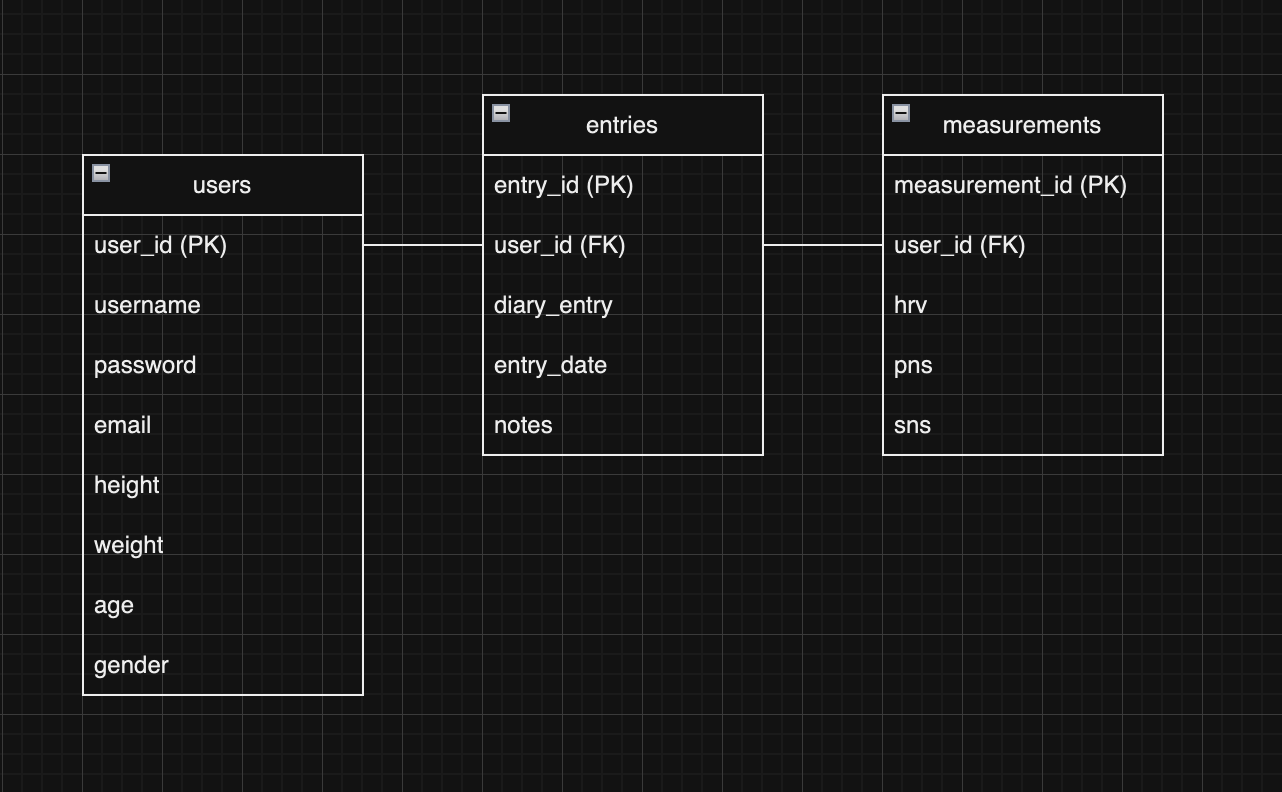 users
user_id (PK)
username
password
email
height
weight
age
gender
entries
entry_id (PK)
user_id (FK)
diary_entry
entry_date
notes
measurements
measurement_id (PK)
user_id (FK)
hrv
pns
sns